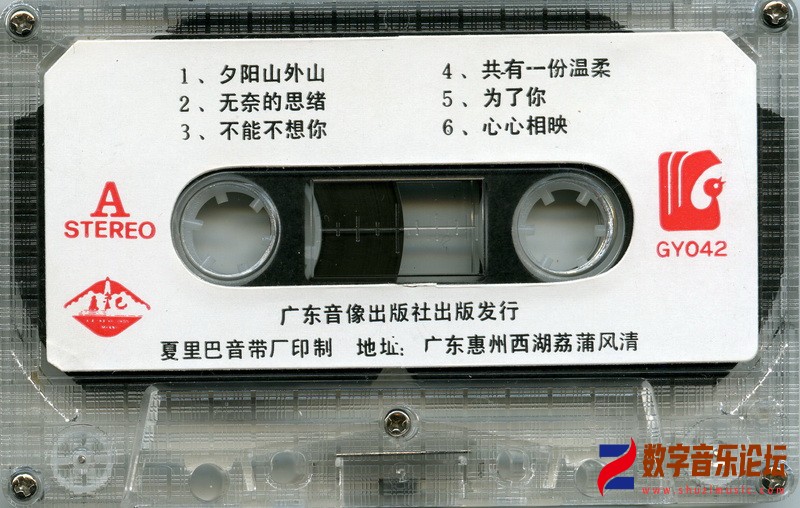 1、夕阳山外山
2、无奈的思绪
3、不能不想你
4、共有一份温柔
5、为了你
6、心心相映
A
STEREO
GY042
广东音像出版社出版发行
夏里巴音带厂印制 地址：广东惠州西湖荔蒲风清
数字音乐论坛